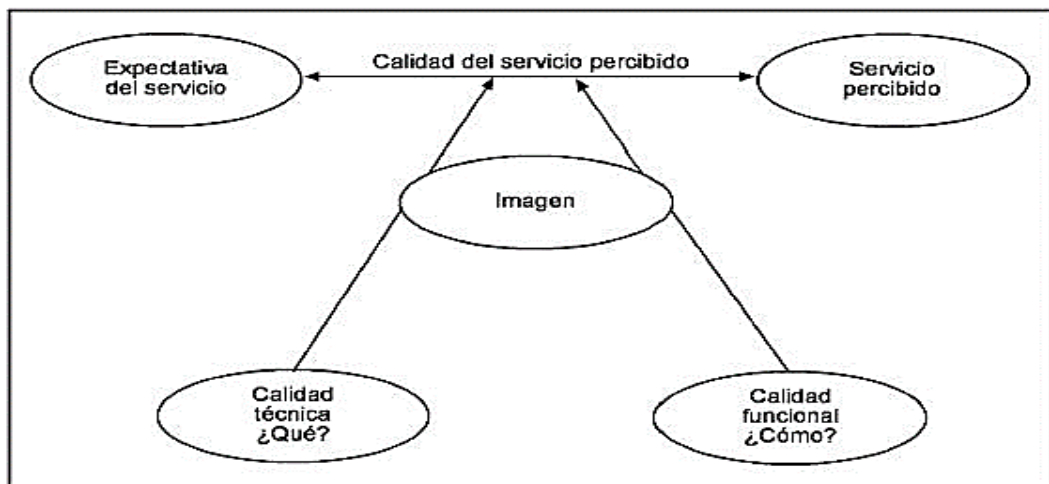 Expectativa
del servicio
Calidad del servicio percibido
Servicio
percibido
Imagen
Calidad
técnica
¿Qué?
Calidad
funcional
¿Cómo?